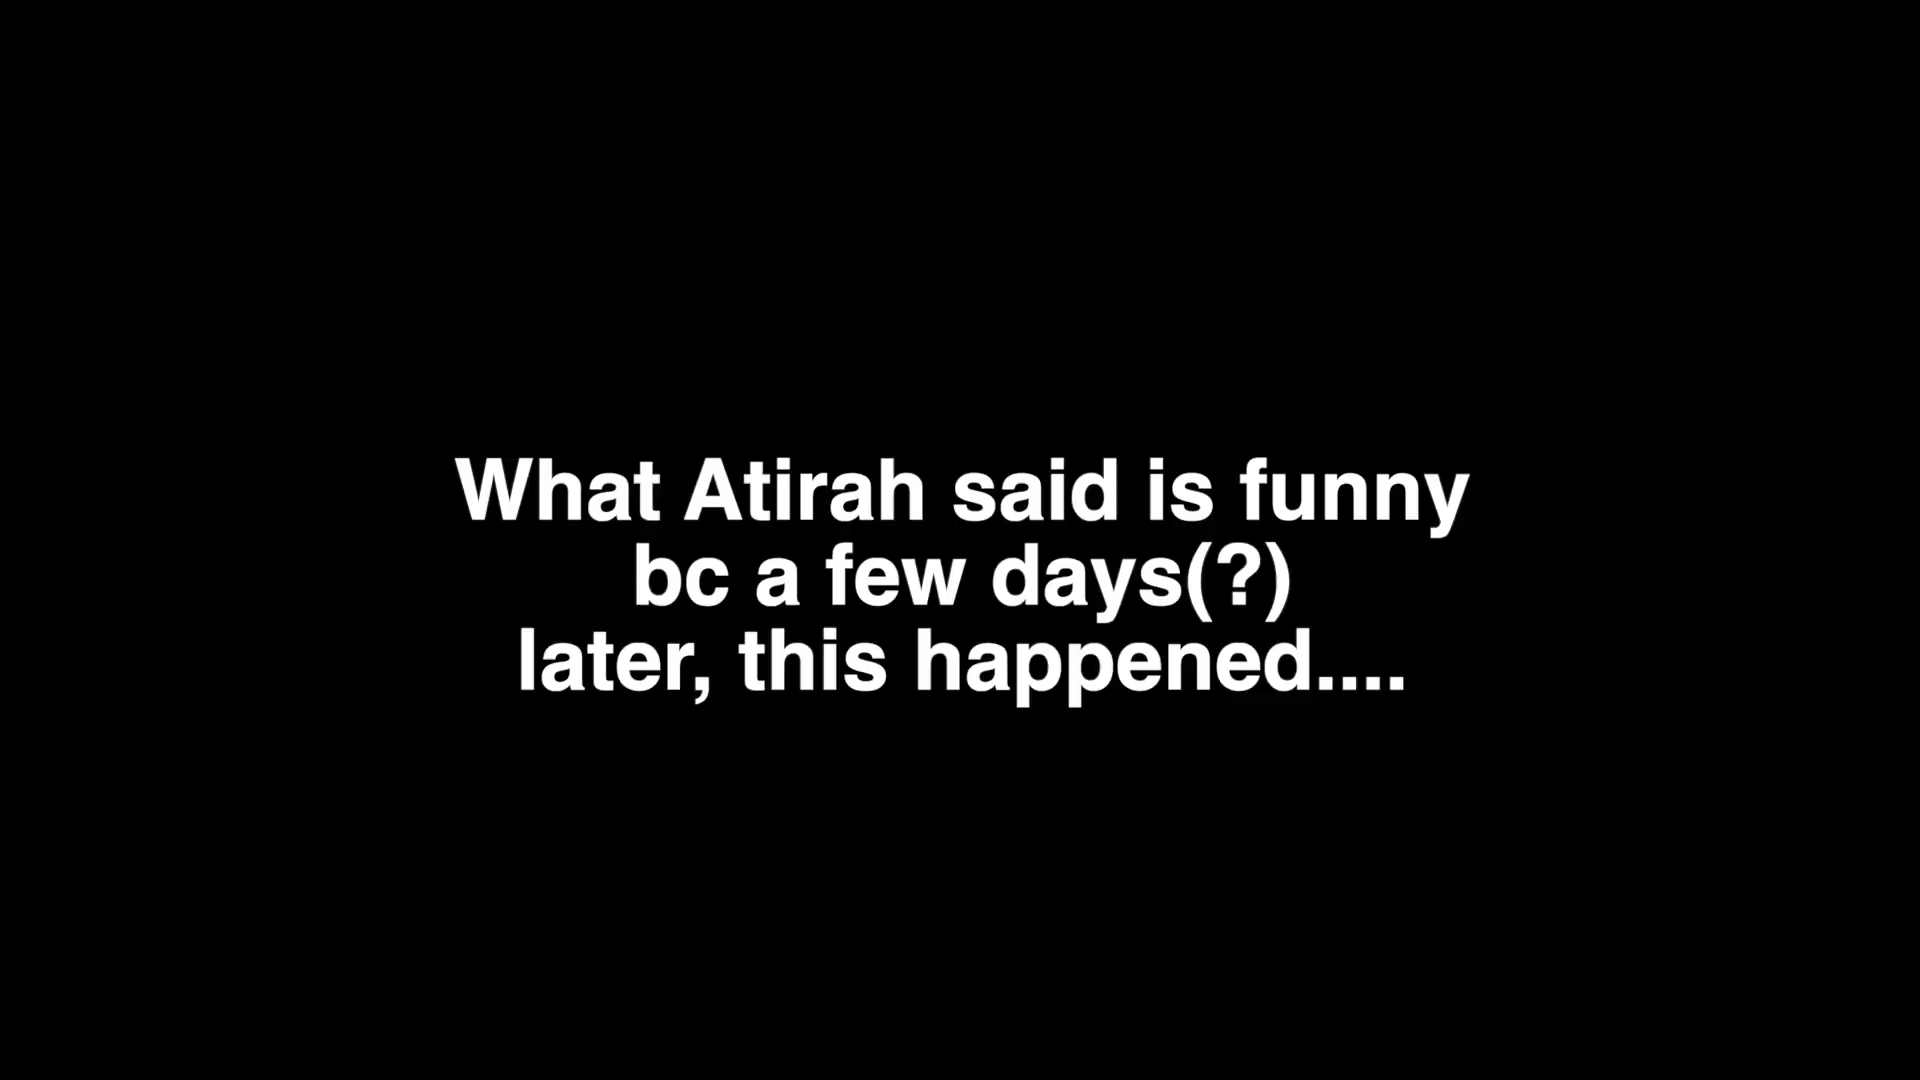 What Atirah said is funny
bc a few days(?)
later, this happened....